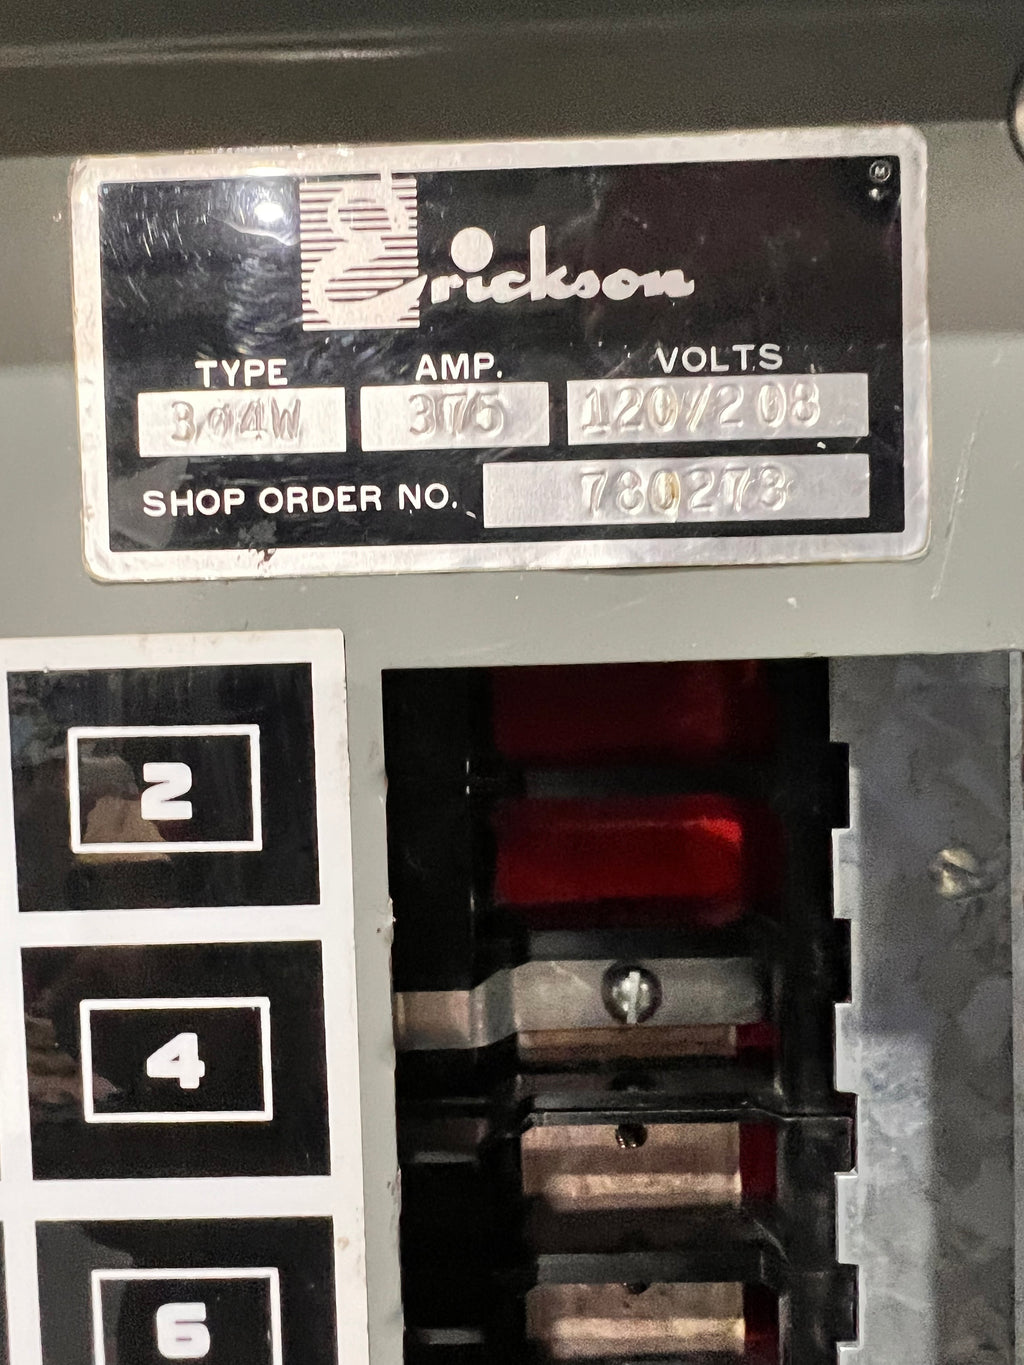 Erickson
TYPE AMP. VOLTS
3Ø4W 375 120/208
SHOP ORDER NO. 780273
2
4
6